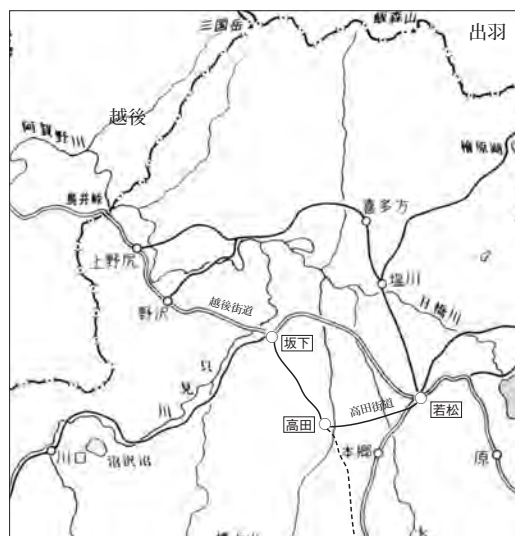 出羽
三国岳
飯森山
越後
阿賀野川
檜原湖
鳥井峠
喜多方
上野尻
塩川
日橋川
野沢
越後街道
坂下
只見川
高田街道
若松
高田
川口
沼沢沼
本郷
原